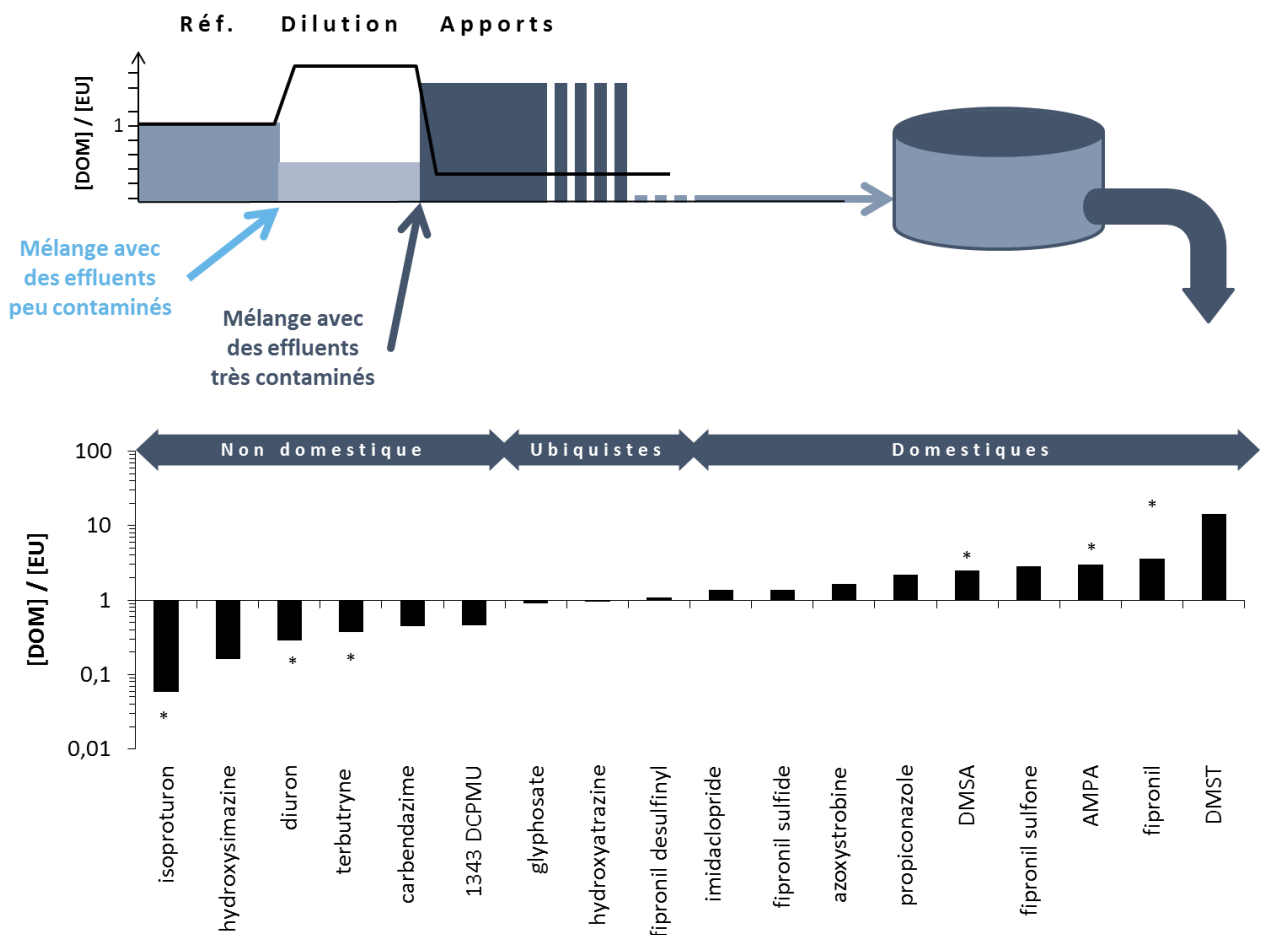 Réf. Dilution Apports
[DOM] / [EU]
1
Mélange avec
des effluents
peu contaminés
Mélange avec
des effluents
très contaminés
Non domestique Ubiquistes Domestiques
[DOM] / [EU]
100
10
1
0,1
0,01
* * * * * *
isoproturon
hydroxysimazine
diuron
terbutryne
carbendazime
1343 DCPMU
glyphosate
hydroxyatrazine
fipronil desulfinyl
imidaclopride
fipronil sulfide
azoxystrobine
propiconazole
DMSA
fipronil sulfone
AMPA
fipronil
DMST